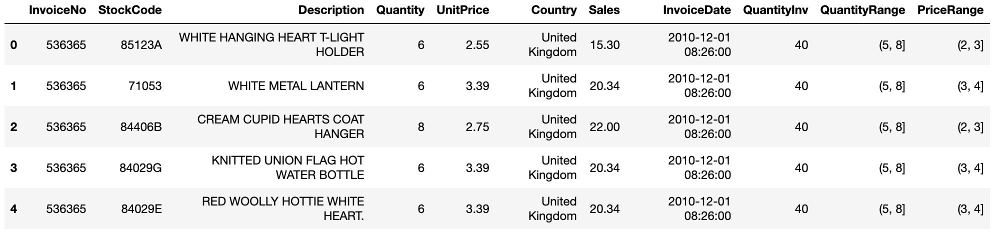 InvoiceNo StockCode Description Quantity UnitPrice Country Sales InvoiceDate QuantityInv QuantityRange PriceRange
0 536365 85123A WHITE HANGING HEART T-LIGHT HOLDER 6 2.55 United Kingdom 15.30 2010-12-01 08:26:00 40 (5, 8] (2, 3]
1 536365 71053 WHITE METAL LANTERN 6 3.39 United Kingdom 20.34 2010-12-01 08:26:00 40 (5, 8] (3, 4]
2 536365 84406B CREAM CUPID HEARTS COAT HANGER 8 2.75 United Kingdom 22.00 2010-12-01 08:26:00 40 (5, 8] (2, 3]
3 536365 84029G KNITTED UNION FLAG HOT WATER BOTTLE 6 3.39 United Kingdom 20.34 2010-12-01 08:26:00 40 (5, 8] (3, 4]
4 536365 84029E RED WOOLLY HOTTIE WHITE HEART. 6 3.39 United Kingdom 20.34 2010-12-01 08:26:00 40 (5, 8] (3, 4]